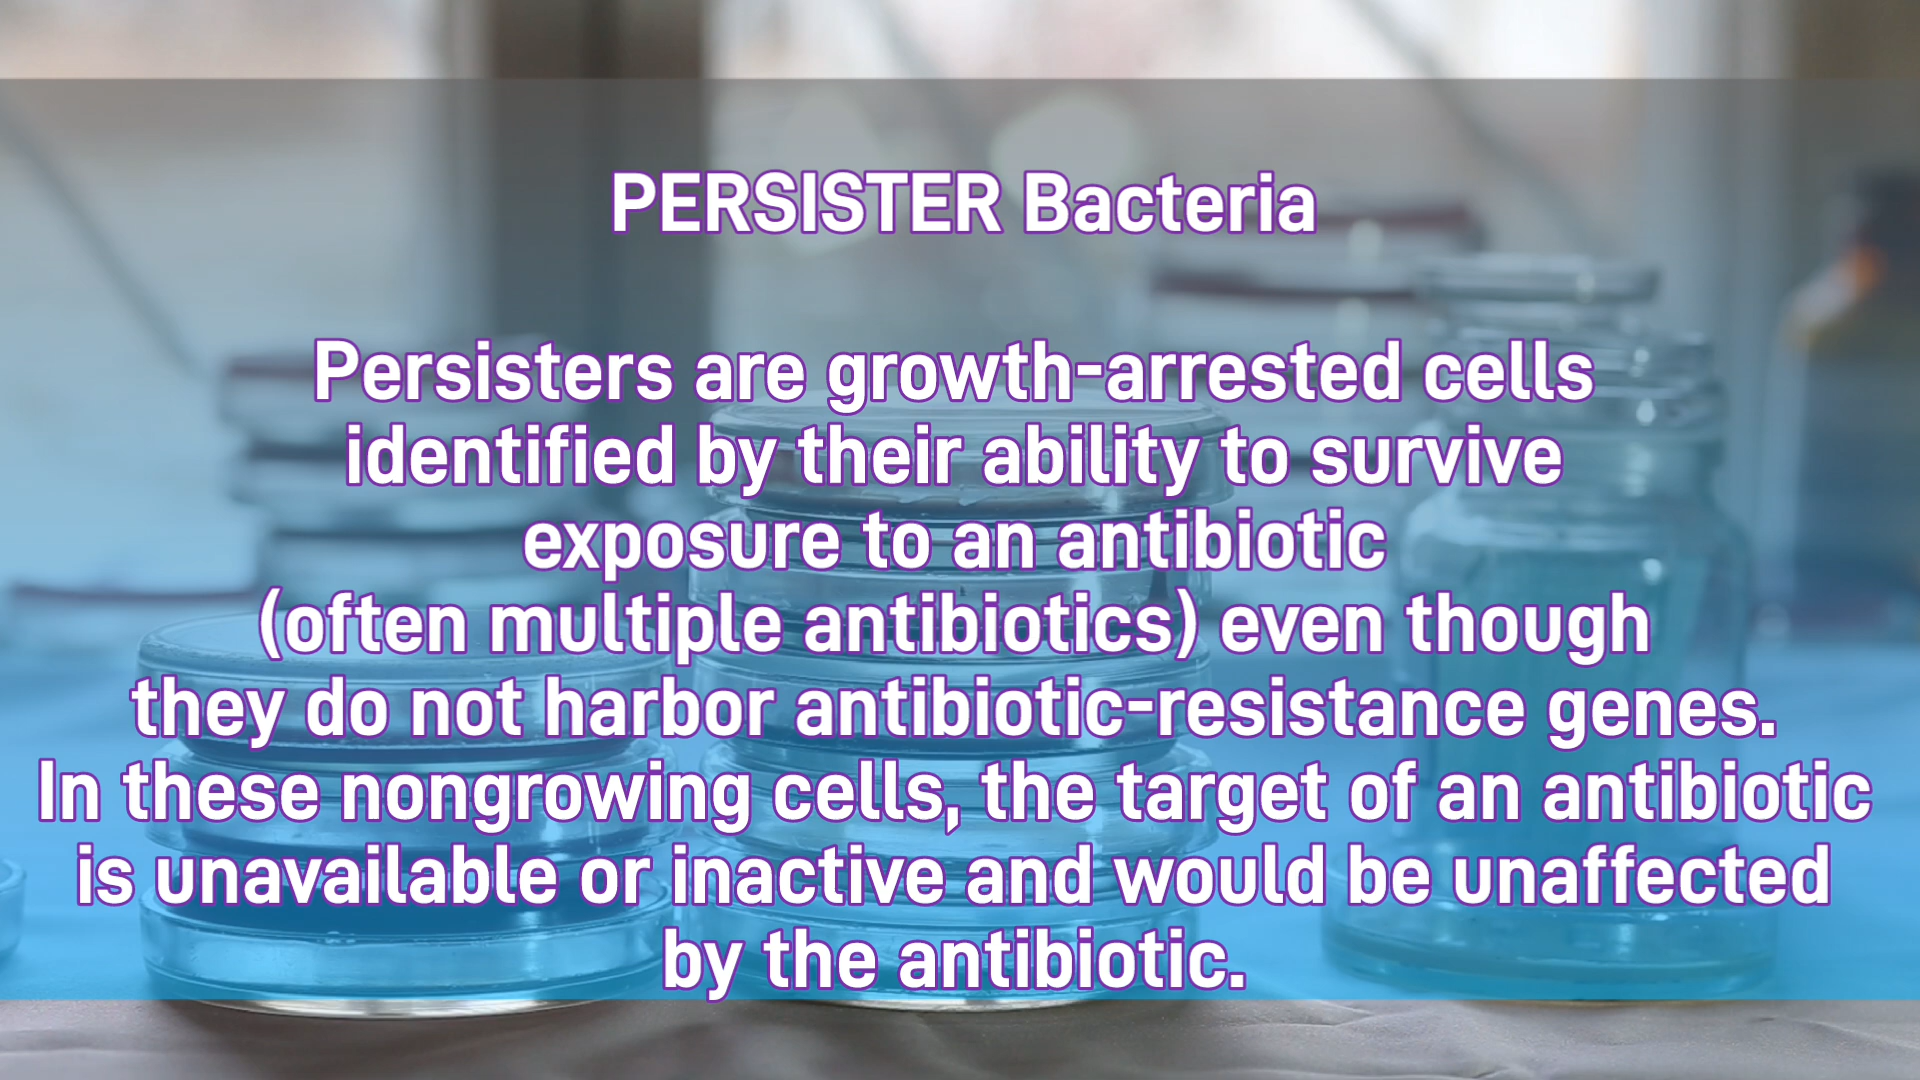 PERSISTER Bacteria
Persisters are growth-arrested cells
identified by their ability to survive
exposure to an antibiotic
(often multiple antibiotics) even though
they do not harbor antibiotic-resistance genes.
In these nongrowing cells, the target of an antibiotic
is unavailable or inactive and would be unaffected
by the antibiotic.